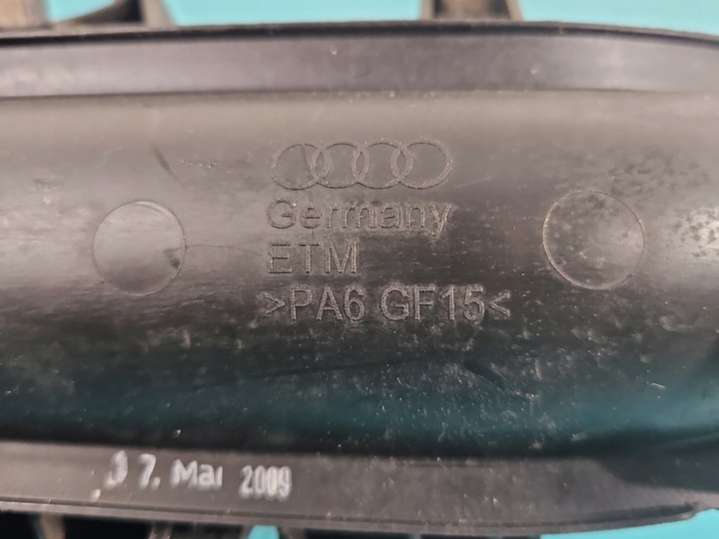 Germany
ETM
>PA6 GF15<
7. Mai 2009